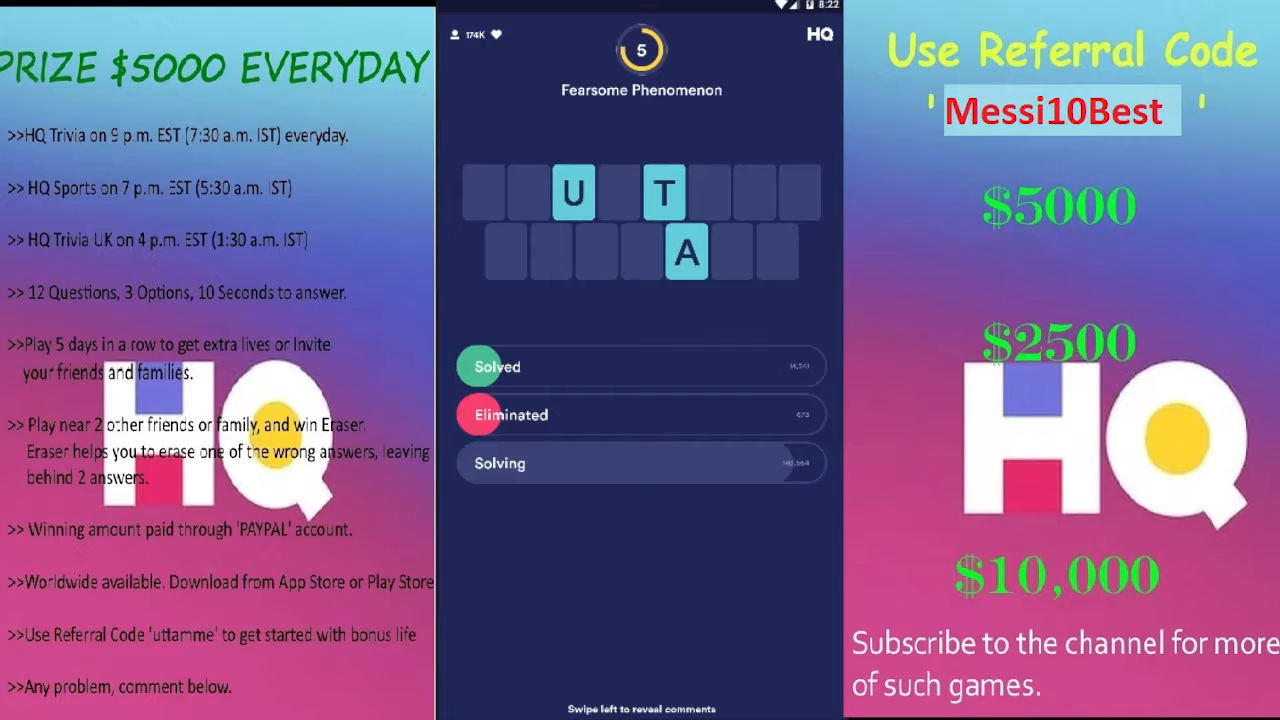 PRIZE $5000 EVERYDAY
>>HQ Trivia on 9 p.m. EST (7:30 a.m. IST) everyday.
>> HQ Sports on 7 p.m. EST (5:30 a.m. IST)
>> HQ Trivia UK on 4 p.m. EST (1:30 a.m. IST)
>> 12 Questions, 3 Options, 10 Seconds to answer.
>>Play 5 days in a row to get extra lives or Invite
your friends and families.
>> Play near 2 other friends or family, and win Eraser.
Eraser helps you to erase one of the wrong answers, leaving
behind 2 answers.
>> Winning amount paid through 'PAYPAL' account.
>>Worldwide available. Download from App Store or Play Store
>>Use Referral Code 'uttamme' to get started with bonus life
>>Any problem, comment below.
HQ
8:22
174K
5
HQ
Fearsome Phenomenon
U T
A
Solved
Eliminated 673
Solving
Swipe left to reveal comments
Use Referral Code
' Messi10Best '
$5000
$2500
HQ
$10,000
Subscribe to the channel for more
of such games.